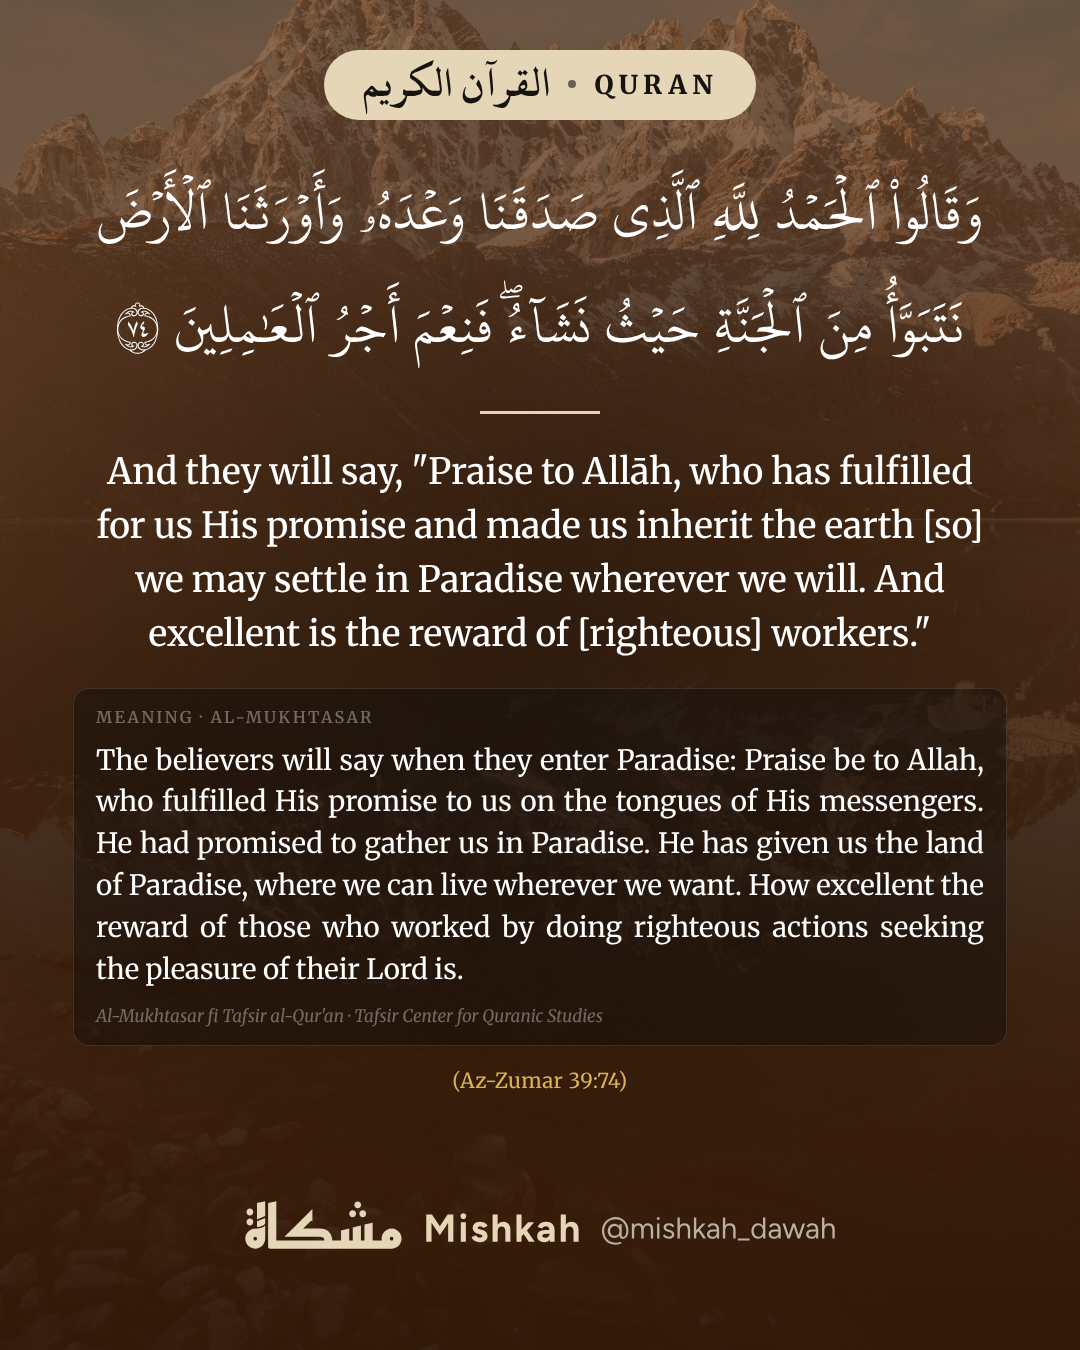 القرآن الكريم • QURAN
وَقَالُوا۟ ٱلْحَمْدُ لِلَّهِ ٱلَّذِى صَدَقَنَا وَعْدَهُۥ وَأَوْرَثَنَا ٱلْأَرْضَ
نَتَبَوَّأُ مِنَ ٱلْجَنَّةِ حَيْثُ نَشَآءُ ۖ فَنِعْمَ أَجْرُ ٱلْعَـٰمِلِينَ ٧٤
And they will say, "Praise to Allāh, who has fulfilled
for us His promise and made us inherit the earth [so]
we may settle in Paradise wherever we will. And
excellent is the reward of [righteous] workers."
MEANING · AL-MUKHTASAR
The believers will say when they enter Paradise: Praise be to Allah,
who fulfilled His promise to us on the tongues of His messengers.
He had promised to gather us in Paradise. He has given us the land
of Paradise, where we can live wherever we want. How excellent the
reward of those who worked by doing righteous actions seeking
the pleasure of their Lord is.
Al-Mukhtasar fi Tafsir al-Qur'an · Tafsir Center for Quranic Studies
(Az-Zumar 39:74)
مشكاة Mishkah @mishkah_dawah